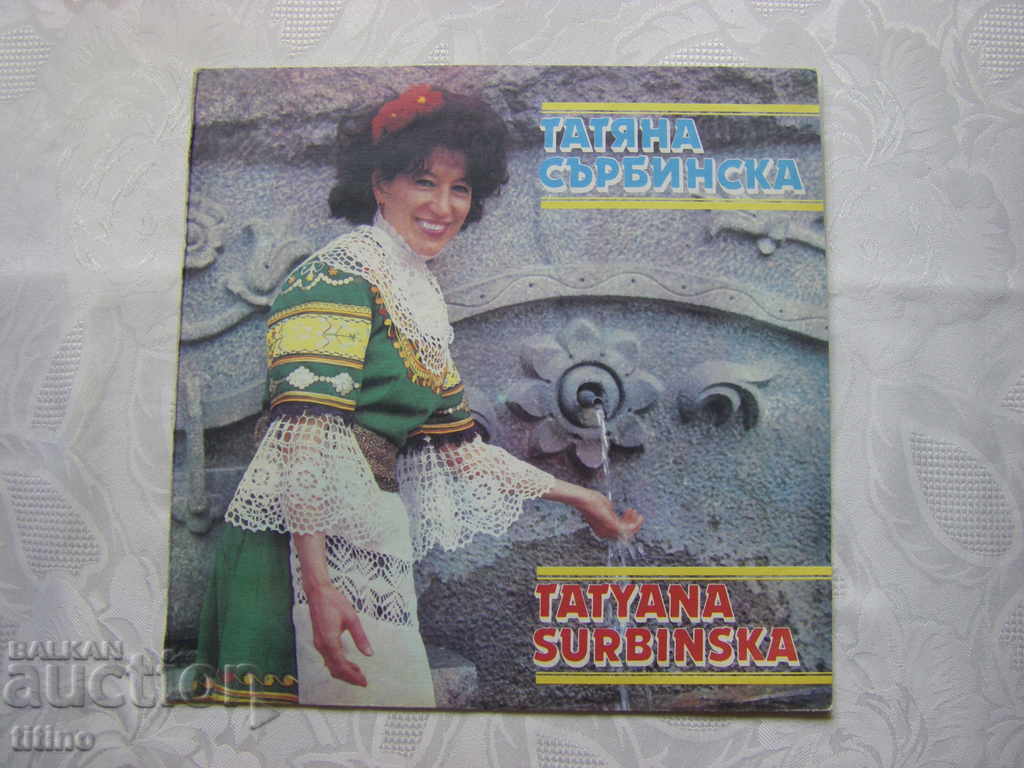 ТАТЯНА
СЪРБИНСКА
TATYANA
SURBINSKA
BALKAN
auction
titino